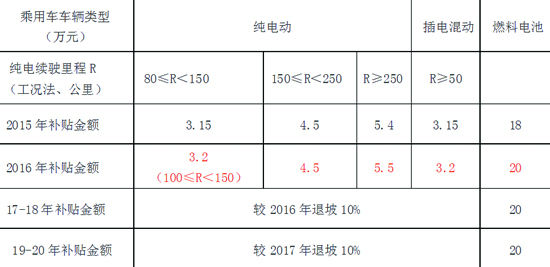 乘用车车辆类型
（万元）
纯电动
插电混动
燃料电池
纯电续驶里程 R
（工况法、公里）
80≤R＜150
150≤R＜250
R≥250
R≥50
2015 年补贴金额
3.15
4.5
5.4
3.15
18
2016 年补贴金额
3.2
（100≤R＜150）
4.5
5.5
3.2
20
17-18 年补贴金额
较 2016 年退坡 10%
20
19-20 年补贴金额
较 2017 年退坡 10%
20